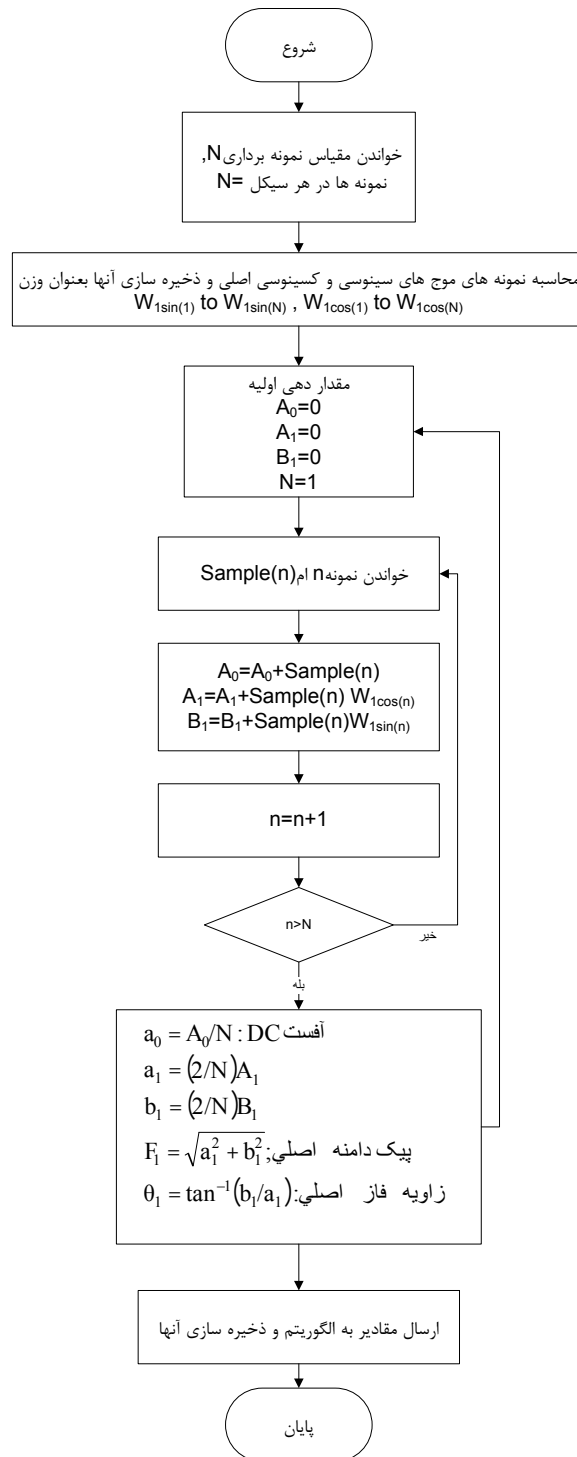 شروع
خواندن مقیاس نمونه برداریN,
نمونه ها در هر سیکل =N
محاسبه نمونه های موج های سینوسی و کسینوسی اصلی و ذخیره سازی آنها بعنوان وزن
W₁sin(1) to W₁sin(N) , W₁cos(1) to W₁cos(N)
مقدار دهی اولیه
A₀=0
A₁=0
B₁=0
N=1
خواندن نمونهn امSample(n)
A₀=A₀+Sample(n)
A₁=A₁+Sample(n) W₁cos(n)
B₁=B₁+Sample(n)W₁sin(n)
n=n+1
n>N
خیر
بله
a₀ = A₀/N : DC آفست
a₁ = (2/N)A₁
b₁ = (2/N)B₁
F₁ = √(a₁² + b₁²);پيک دامنه اصلي
θ₁ = tan⁻¹(b₁/a₁):زاويه فاز اصلي
ارسال مقادیر به الگوریتم و ذخیره سازی آنها
پایان